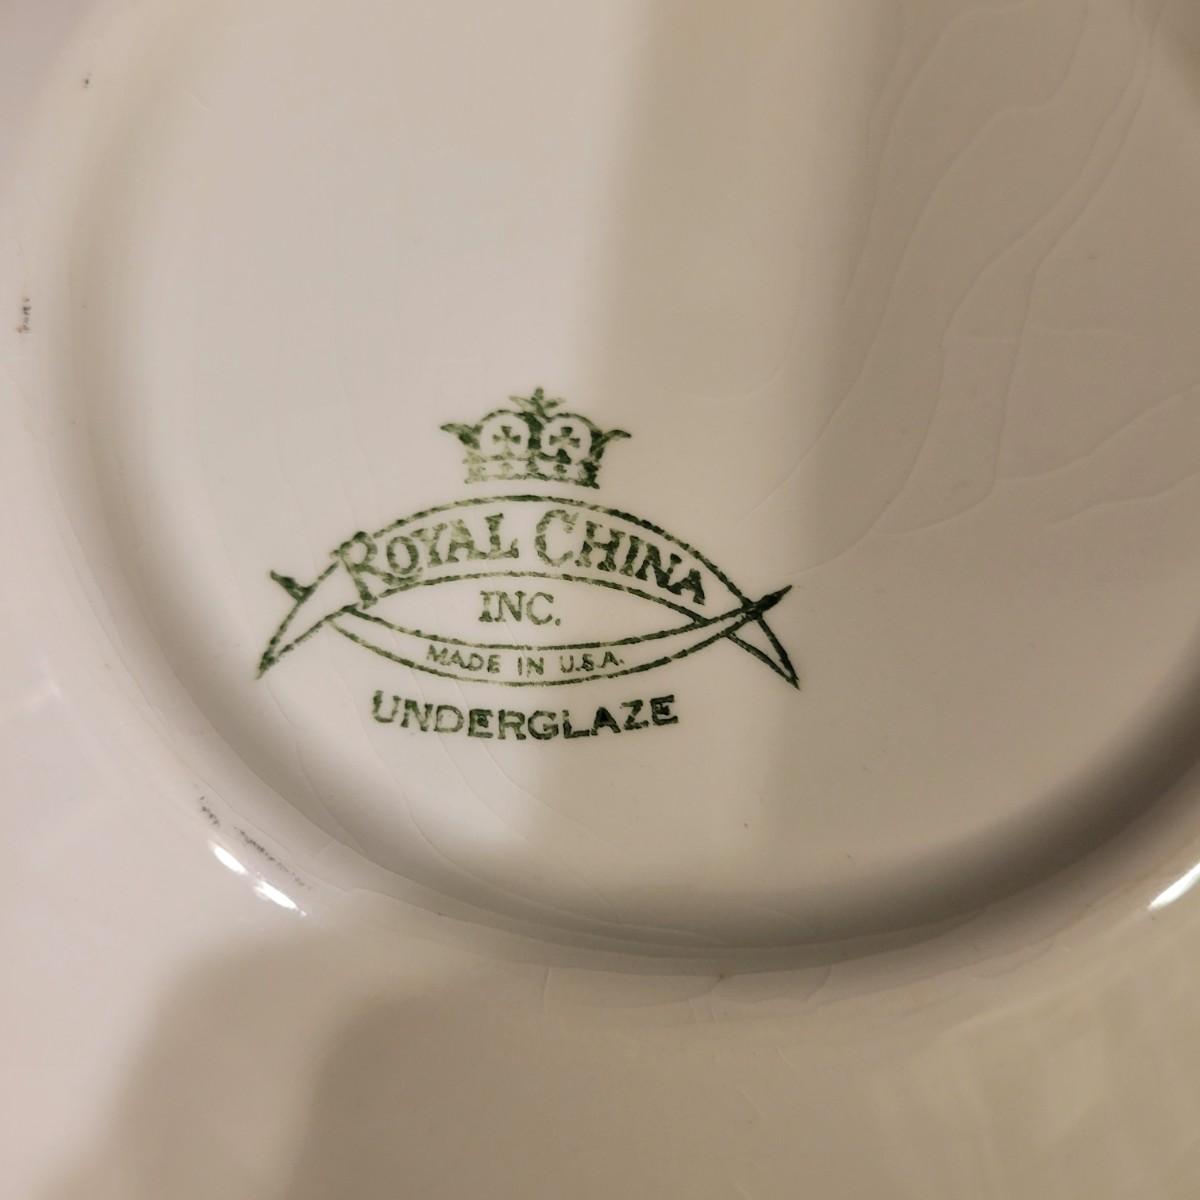 ROYAL CHINA
INC.
MADE IN U.S.A.
UNDERGLAZE